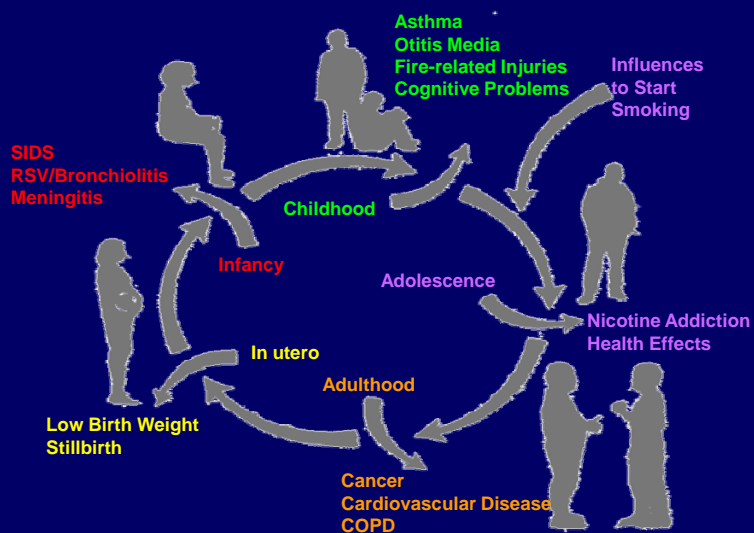 Asthma
Otitis Media
Fire-related Injuries
Cognitive Problems
Influences
to Start
Smoking
SIDS
RSV/Bronchiolitis
Meningitis
Childhood
Infancy
Adolescence
Nicotine Addiction
Health Effects
In utero
Adulthood
Low Birth Weight
Stillbirth
Cancer
Cardiovascular Disease
COPD